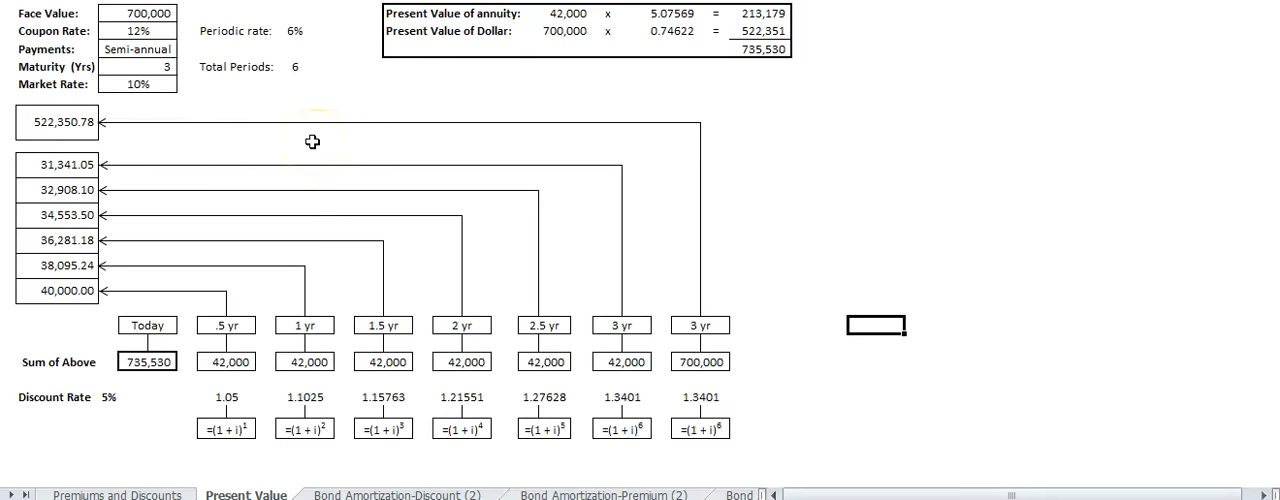 Face Value: 700,000
Coupon Rate: 12% Periodic rate: 6%
Payments: Semi-annual
Maturity (Yrs) 3 Total Periods: 6
Market Rate: 10%
Present Value of annuity: 42,000 x 5.07569 = 213,179
Present Value of Dollar: 700,000 x 0.74622 = 522,351
735,530
522,350.78
31,341.05
32,908.10
34,553.50
36,281.18
38,095.24
40,000.00
Today .5 yr 1 yr 1.5 yr 2 yr 2.5 yr 3 yr 3 yr
Sum of Above 735,530 42,000 42,000 42,000 42,000 42,000 42,000 700,000
Discount Rate 5% 1.05 1.1025 1.15763 1.21551 1.27628 1.3401 1.3401
=(1 + i)¹ =(1 + i)² =(1 + i)³ =(1 + i)⁴ =(1 + i)⁵ =(1 + i)⁶ =(1 + i)⁶
Premiums and Discounts Present Value Bond Amortization-Discount (2) Bond Amortization-Premium (2) Bond